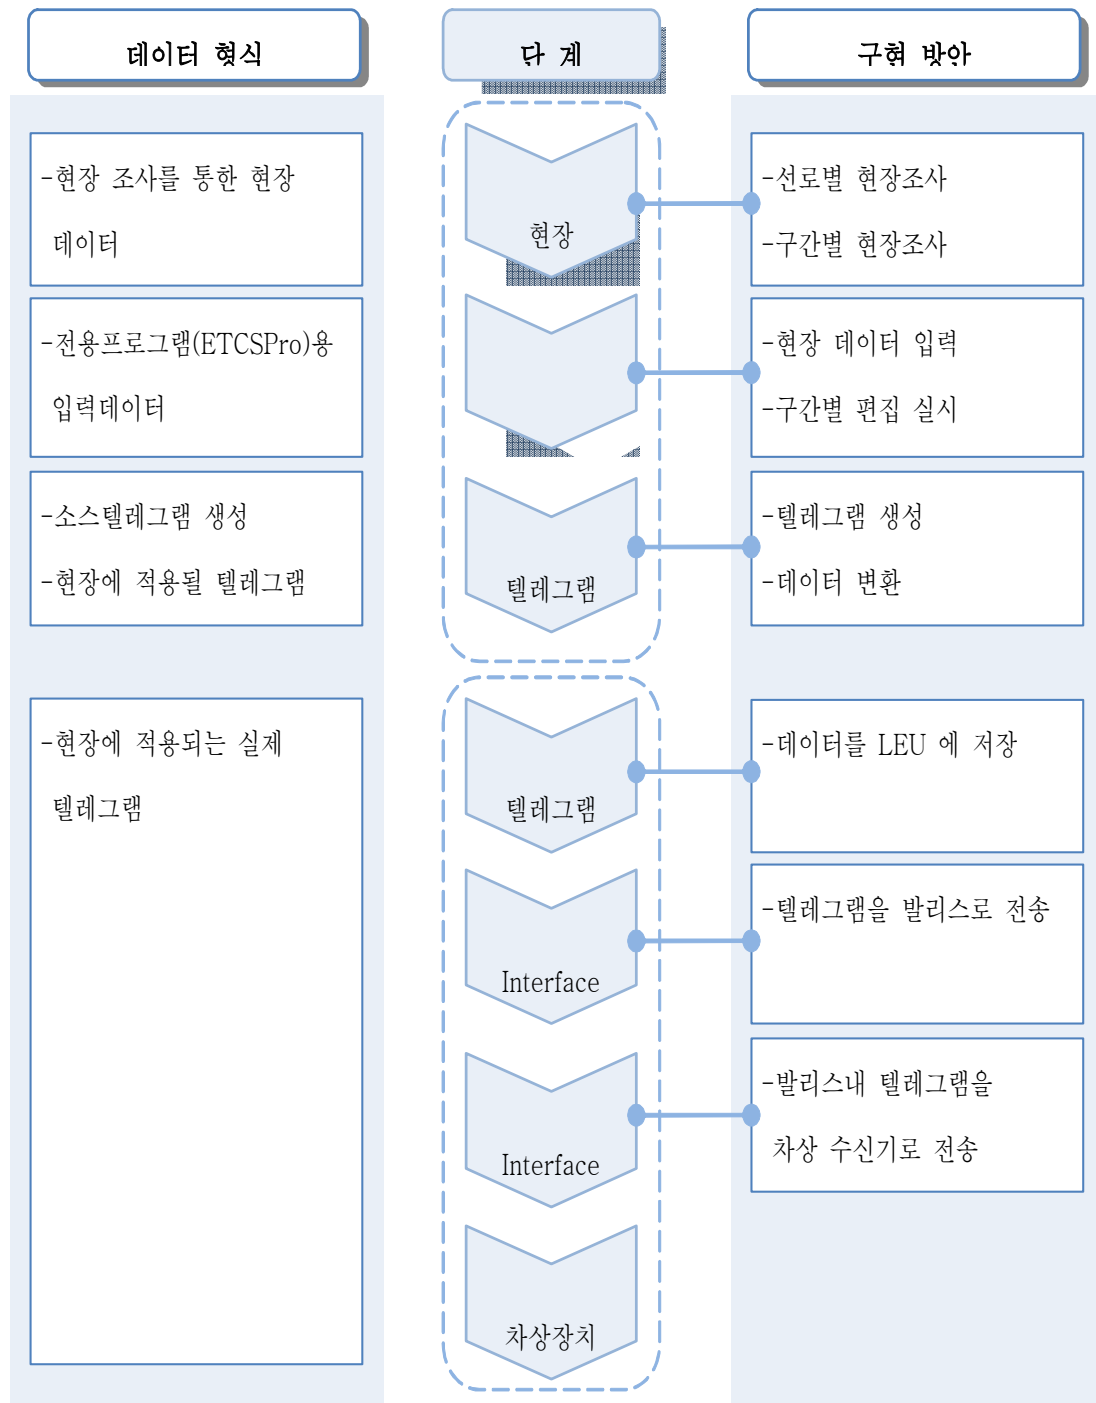 데이터 형식
단 계
구현 방안
-현장 조사를 통한 현장
데이터
현장
-선로별 현장조사
-구간별 현장조사
-전용프로그램(ETCSPro)용
입력데이터
-현장 데이터 입력
-구간별 편집 실시
-소스텔레그램 생성
-현장에 적용될 텔레그램
텔레그램
-텔레그램 생성
-데이터 변환
-현장에 적용되는 실제
텔레그램
텔레그램
-데이터를 LEU 에 저장
Interface
-텔레그램을 발리스로 전송
Interface
-발리스내 텔레그램을
차상 수신기로 전송
차상장치